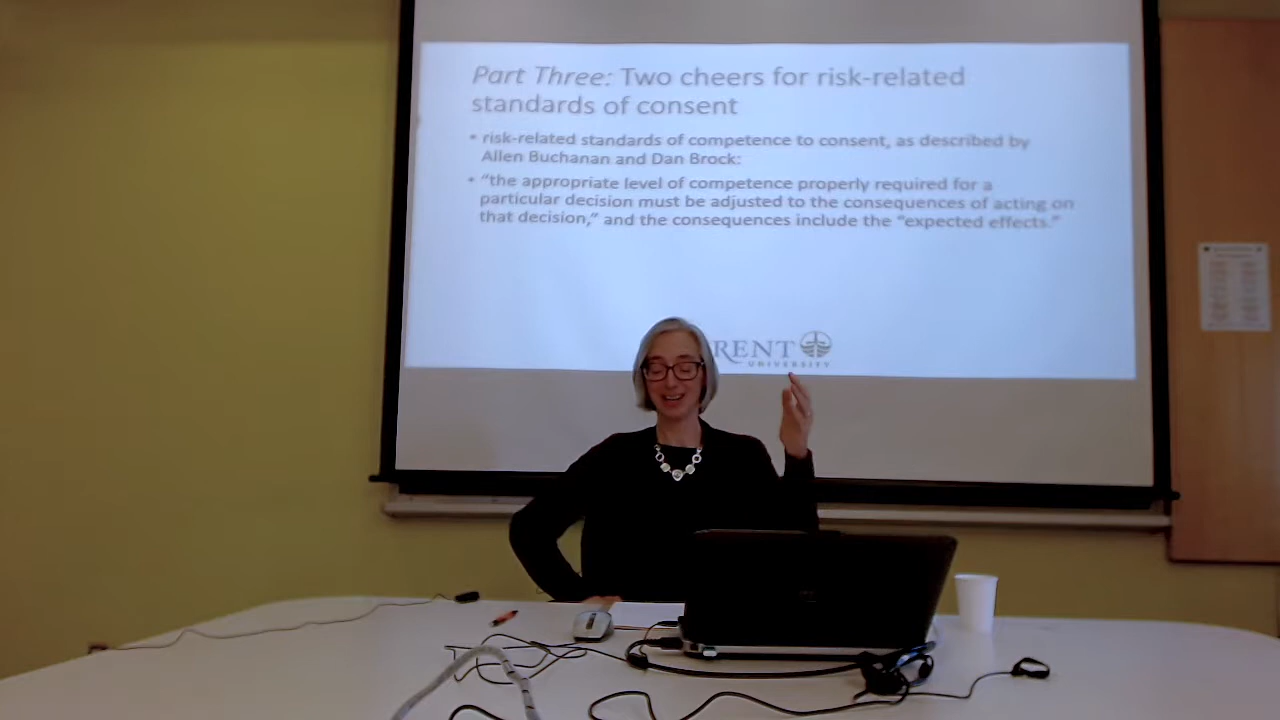 Part Three: Two cheers for risk-related
standards of consent
• risk-related standards of competence to consent, as described by
Allen Buchanan and Dan Brock:
• “the appropriate level of competence properly required for a
particular decision must be adjusted to the consequences of acting on
that decision,” and the consequences include the “expected effects.”
RENT
UNIVERSITY